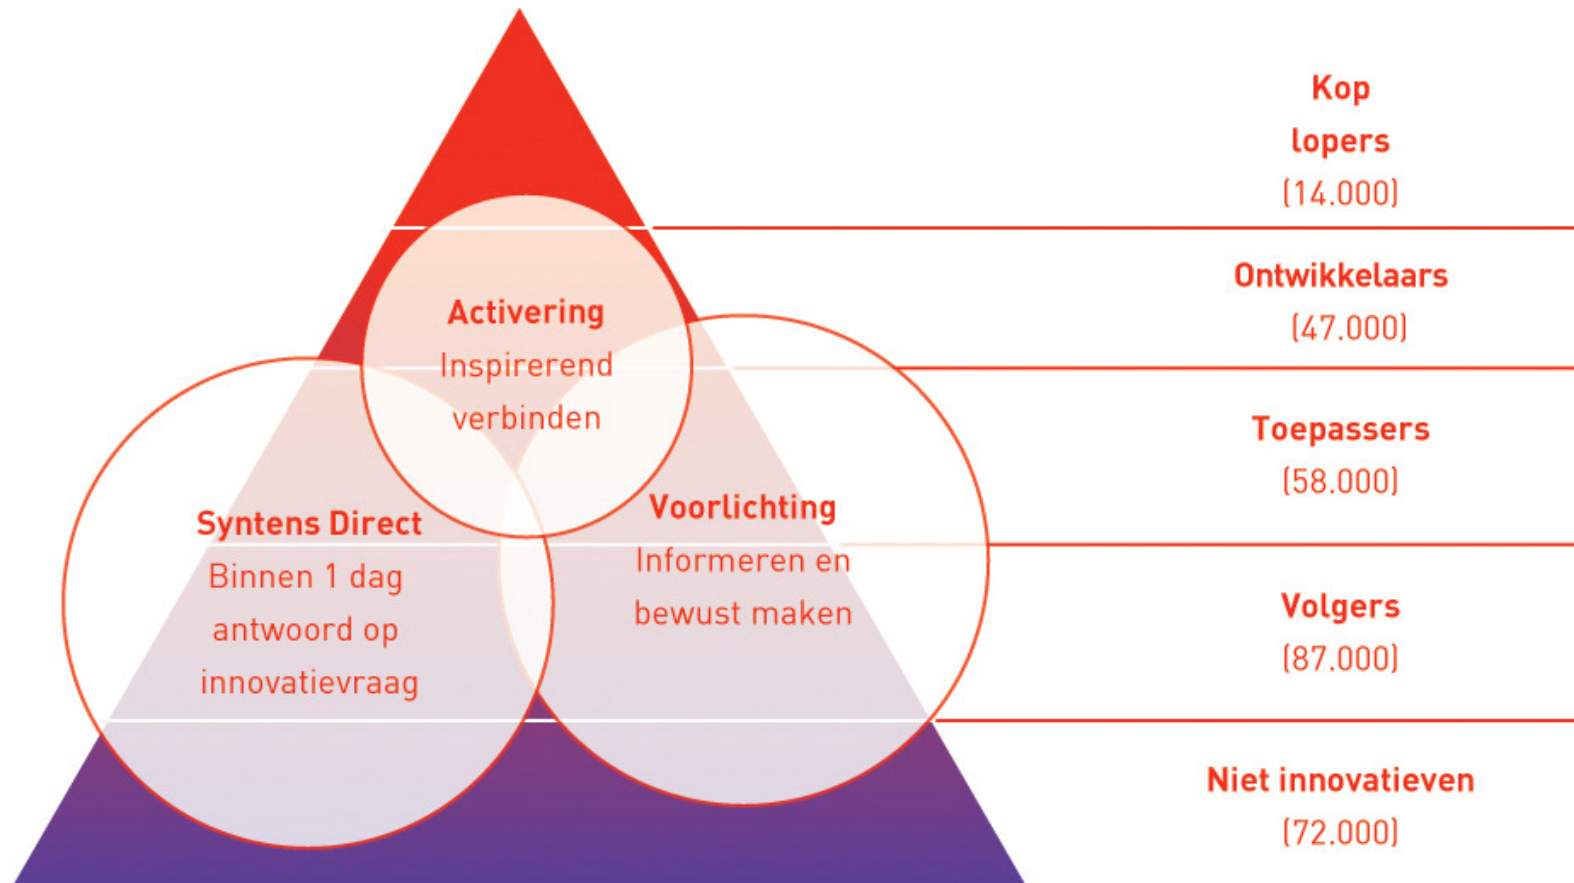 Kop
lopers
(14.000)
Ontwikkelaars
(47.000)
Toepassers
(58.000)
Volgers
(87.000)
Niet innovatieven
(72.000)
Activering
Inspirerend
verbinden
Syntens Direct
Binnen 1 dag
antwoord op
innovatievraag
Voorlichting
Informeren en
bewust maken